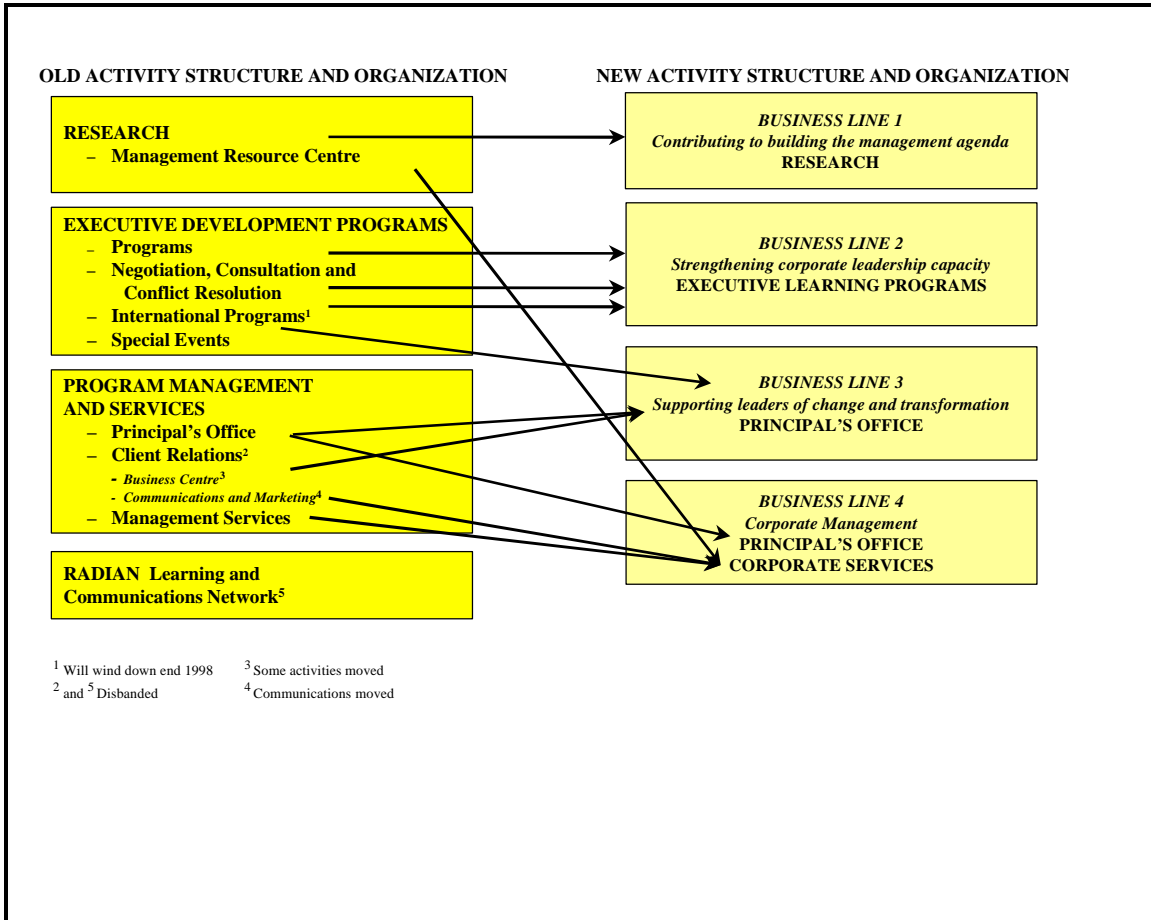 OLD ACTIVITY STRUCTURE AND ORGANIZATION
RESEARCH
– Management Resource Centre
EXECUTIVE DEVELOPMENT PROGRAMS
– Programs
– Negotiation, Consultation and
Conflict Resolution
– International Programs¹
– Special Events
PROGRAM MANAGEMENT
AND SERVICES
– Principal's Office
– Client Relations²
- Business Centre³
- Communications and Marketing⁴
– Management Services
RADIAN Learning and
Communications Network⁵
NEW ACTIVITY STRUCTURE AND ORGANIZATION
BUSINESS LINE 1
Contributing to building the management agenda
RESEARCH
BUSINESS LINE 2
Strengthening corporate leadership capacity
EXECUTIVE LEARNING PROGRAMS
BUSINESS LINE 3
Supporting leaders of change and transformation
PRINCIPAL'S OFFICE
BUSINESS LINE 4
Corporate Management
PRINCIPAL'S OFFICE
CORPORATE SERVICES
¹ Will wind down end 1998
² and ⁵ Disbanded
³ Some activities moved
⁴ Communications moved